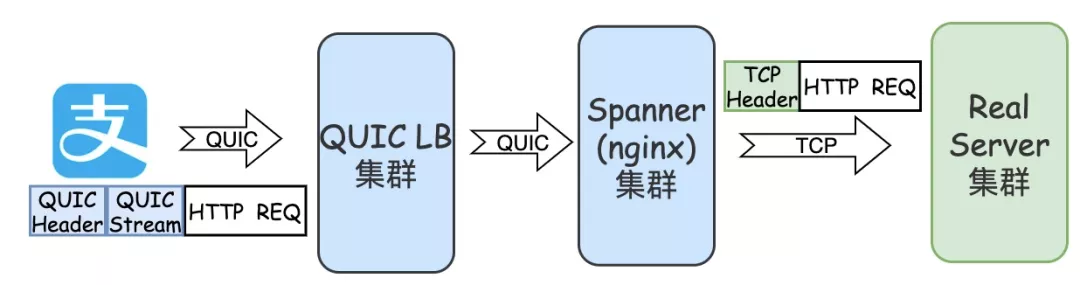 支
QUIC
Header
QUIC
Stream
HTTP REQ
QUIC
QUIC LB
集群
QUIC
Spanner
(nginx)
集群
TCP
Header
HTTP REQ
TCP
Real
Server
集群